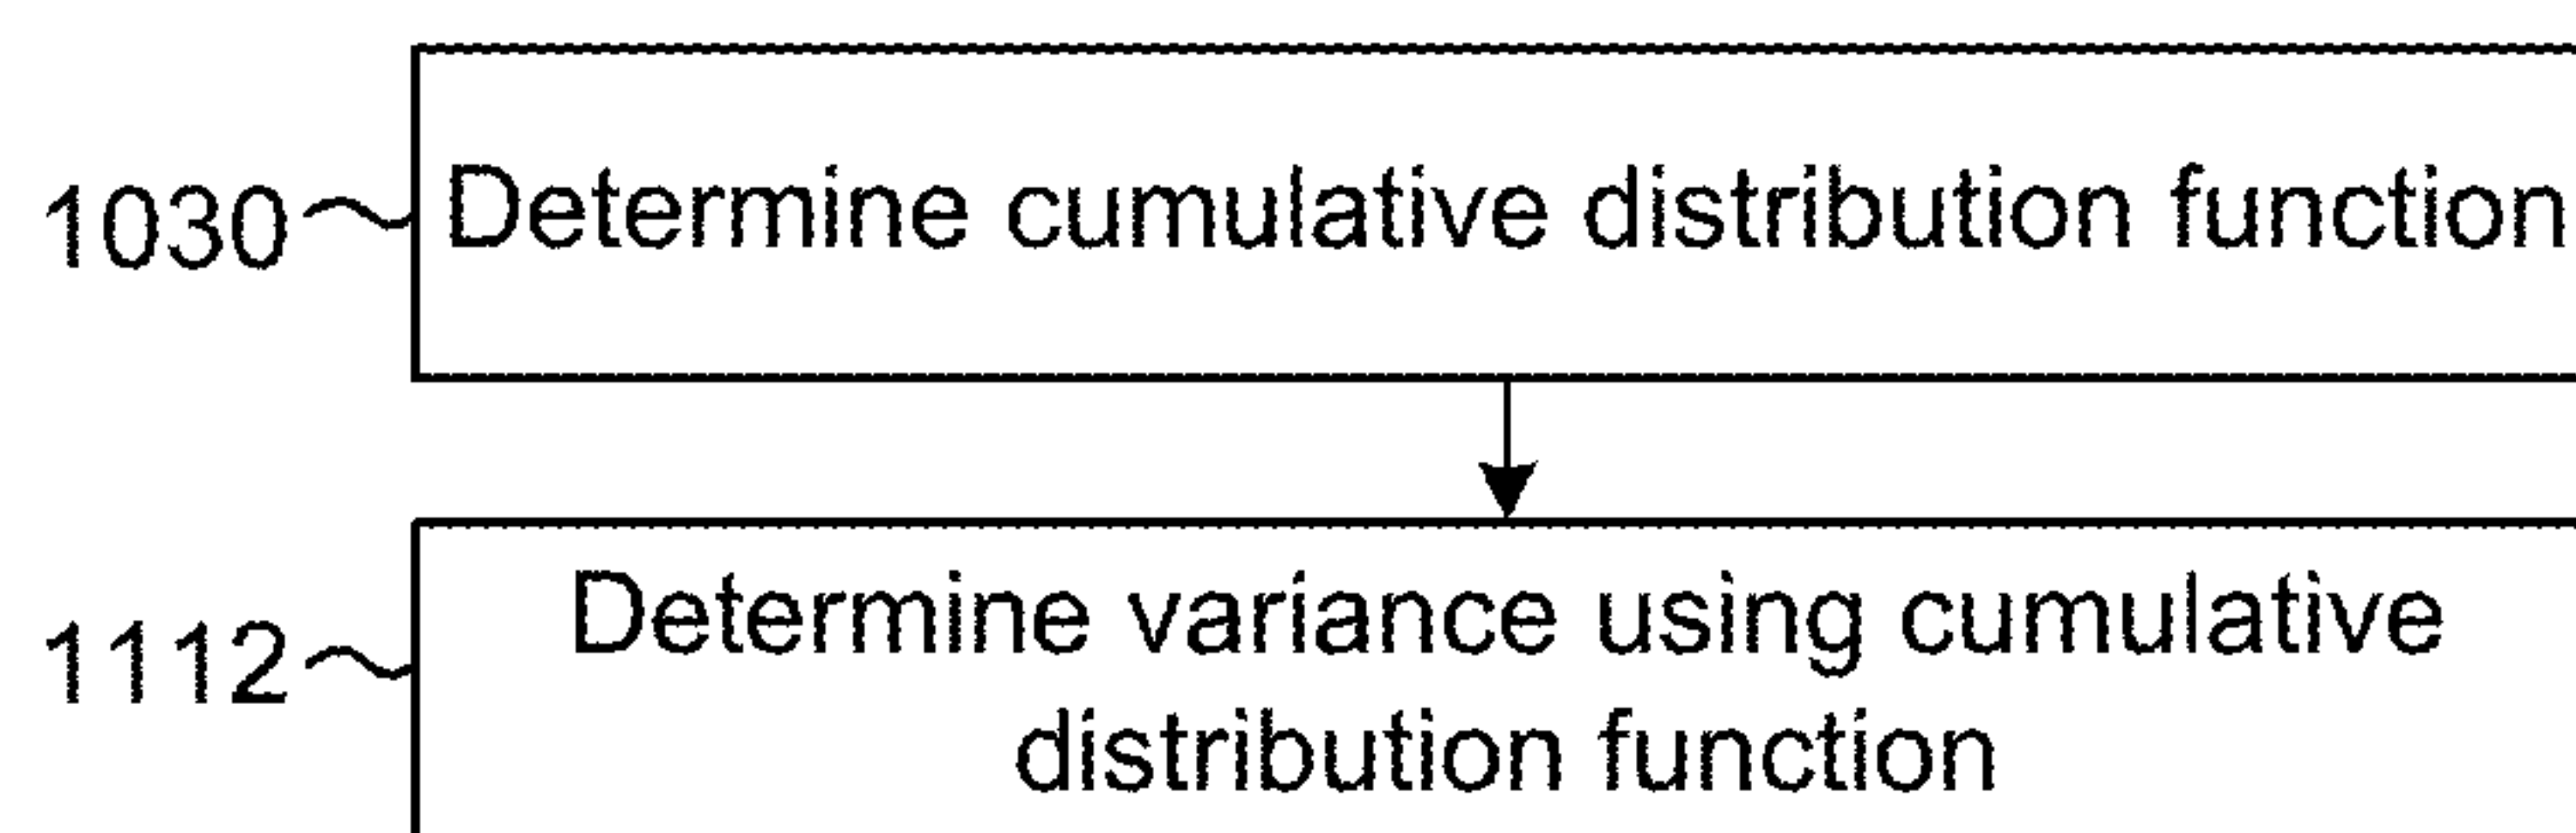 1030 Determine cumulative distribution function
1112 Determine variance using cumulative
distribution function